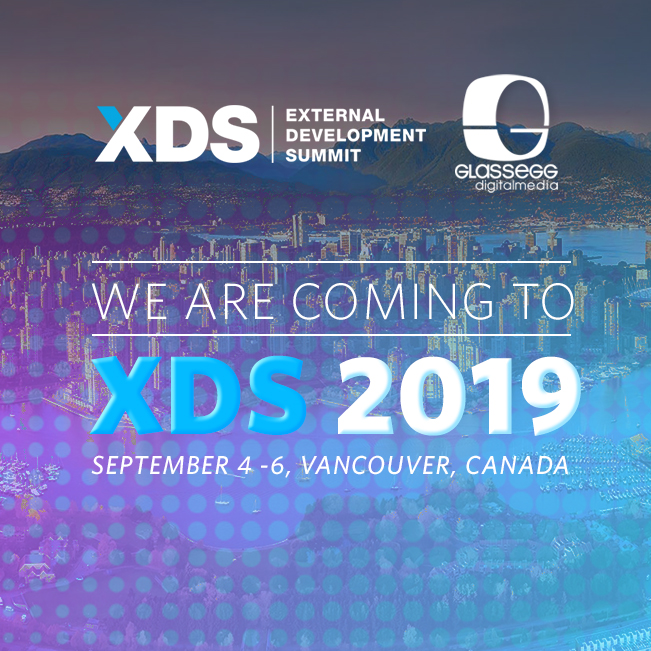 XDS
EXTERNAL
DEVELOPMENT
SUMMIT
GLASSEGG
digitalmedia
WE ARE COMING TO
XDS 2019
SEPTEMBER 4 -6, VANCOUVER, CANADA